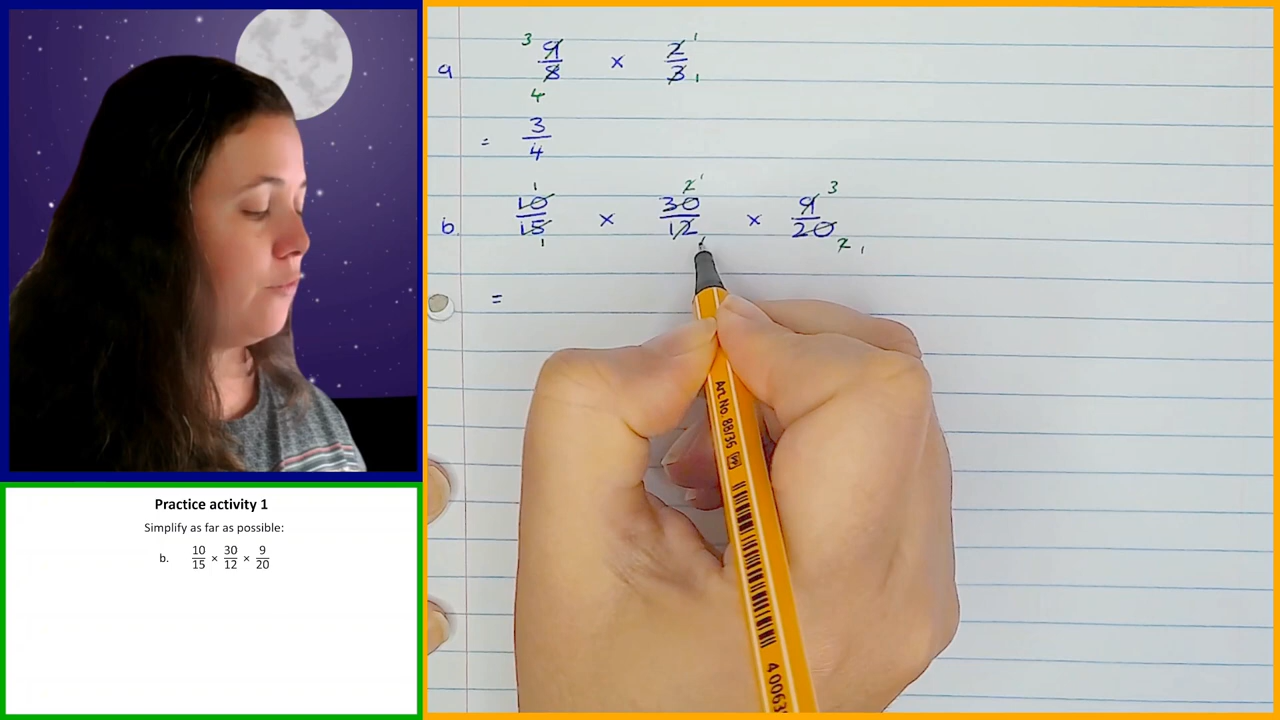 a 9/8 × 2/3
3 1 4 1
= 3/4
b. 10/15 × 30/12 × 9/20
1 1 2 1 3 2 1
=
Practice activity 1
Simplify as far as possible:
b. 10/15 × 30/12 × 9/20
Art. No. 88/36